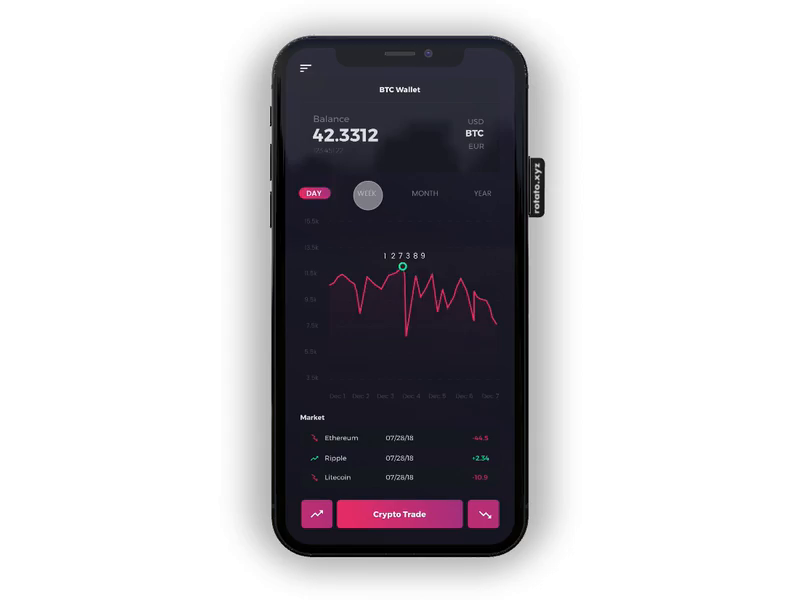 BTC Wallet
Balance
42.3312
USD
BTC
EUR
rotato.xyz
DAY WEEK MONTH YEAR
15.5k
13.5k
127389
11.5k
9.5k
7.5k
5.5k
3.5k
Dec 1 Dec 2 Dec 3 Dec 4 Dec 5 Dec 6 Dec 7
Market
Ethereum 07/28/18 -44.5
Ripple 07/28/18 +2.34
Litecoin 07/28/18 -10.9
Crypto Trade